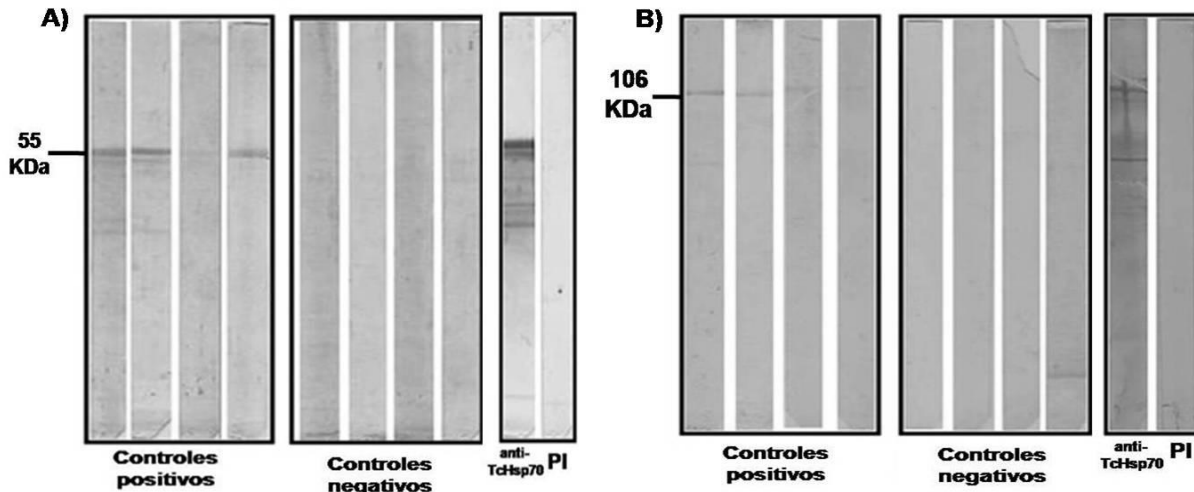 A)
55
KDa
Controles
positivos
Controles
negativos
anti-
TcHsp70 PI
B)
106
KDa
Controles
positivos
Controles
negativos
anti-
TcHsp70 PI